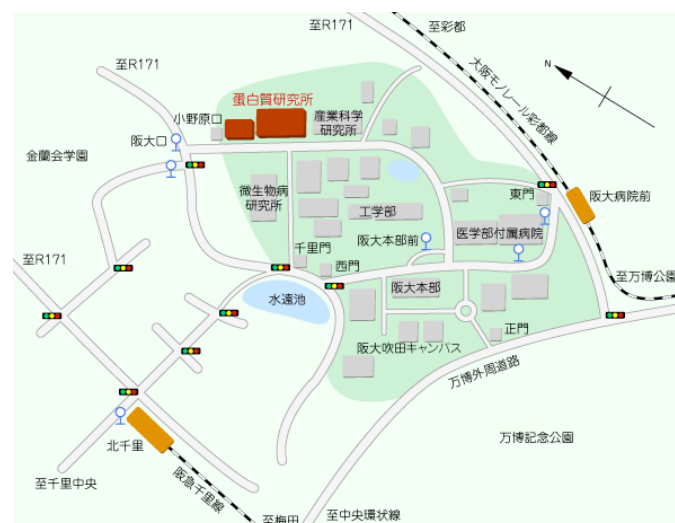 至彩都
至R171
至R171
大阪モノレール彩都線
N
蛋白質研究所
小野原口
産業科学
研究所
阪大口
金蘭会学園
微生物病
研究所
工学部
東門
阪大病院前
千里門
阪大本部前
医学部付属病院
西門
至R171
至万博公園
水遠池
阪大本部
正門
阪大吹田キャンパス
万博外周道路
北千里
万博記念公園
至千里中央
阪急千里線
至梅田
至中央環状線